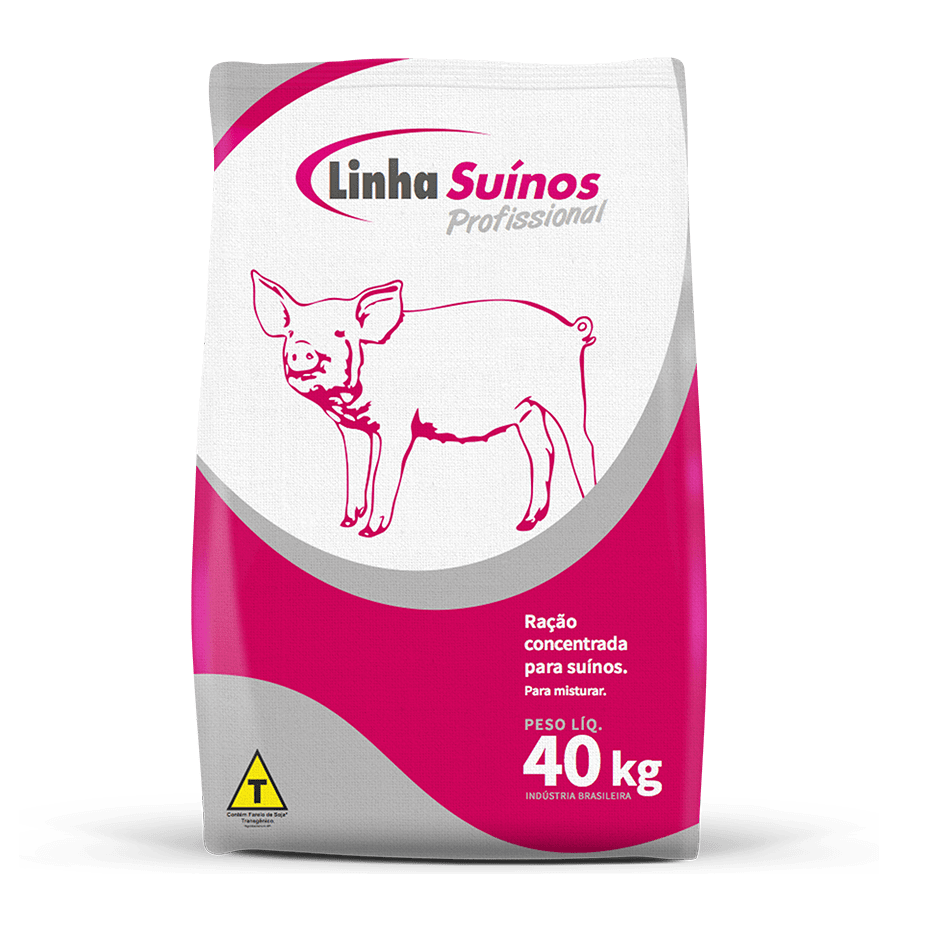 Linha Suínos
Profissional
Ração
concentrada
para suínos.
Para misturar.
PESO LÍQ.
40 kg
INDÚSTRIA BRASILEIRA
T
Contém Farelo de Soja*
Transgênico.